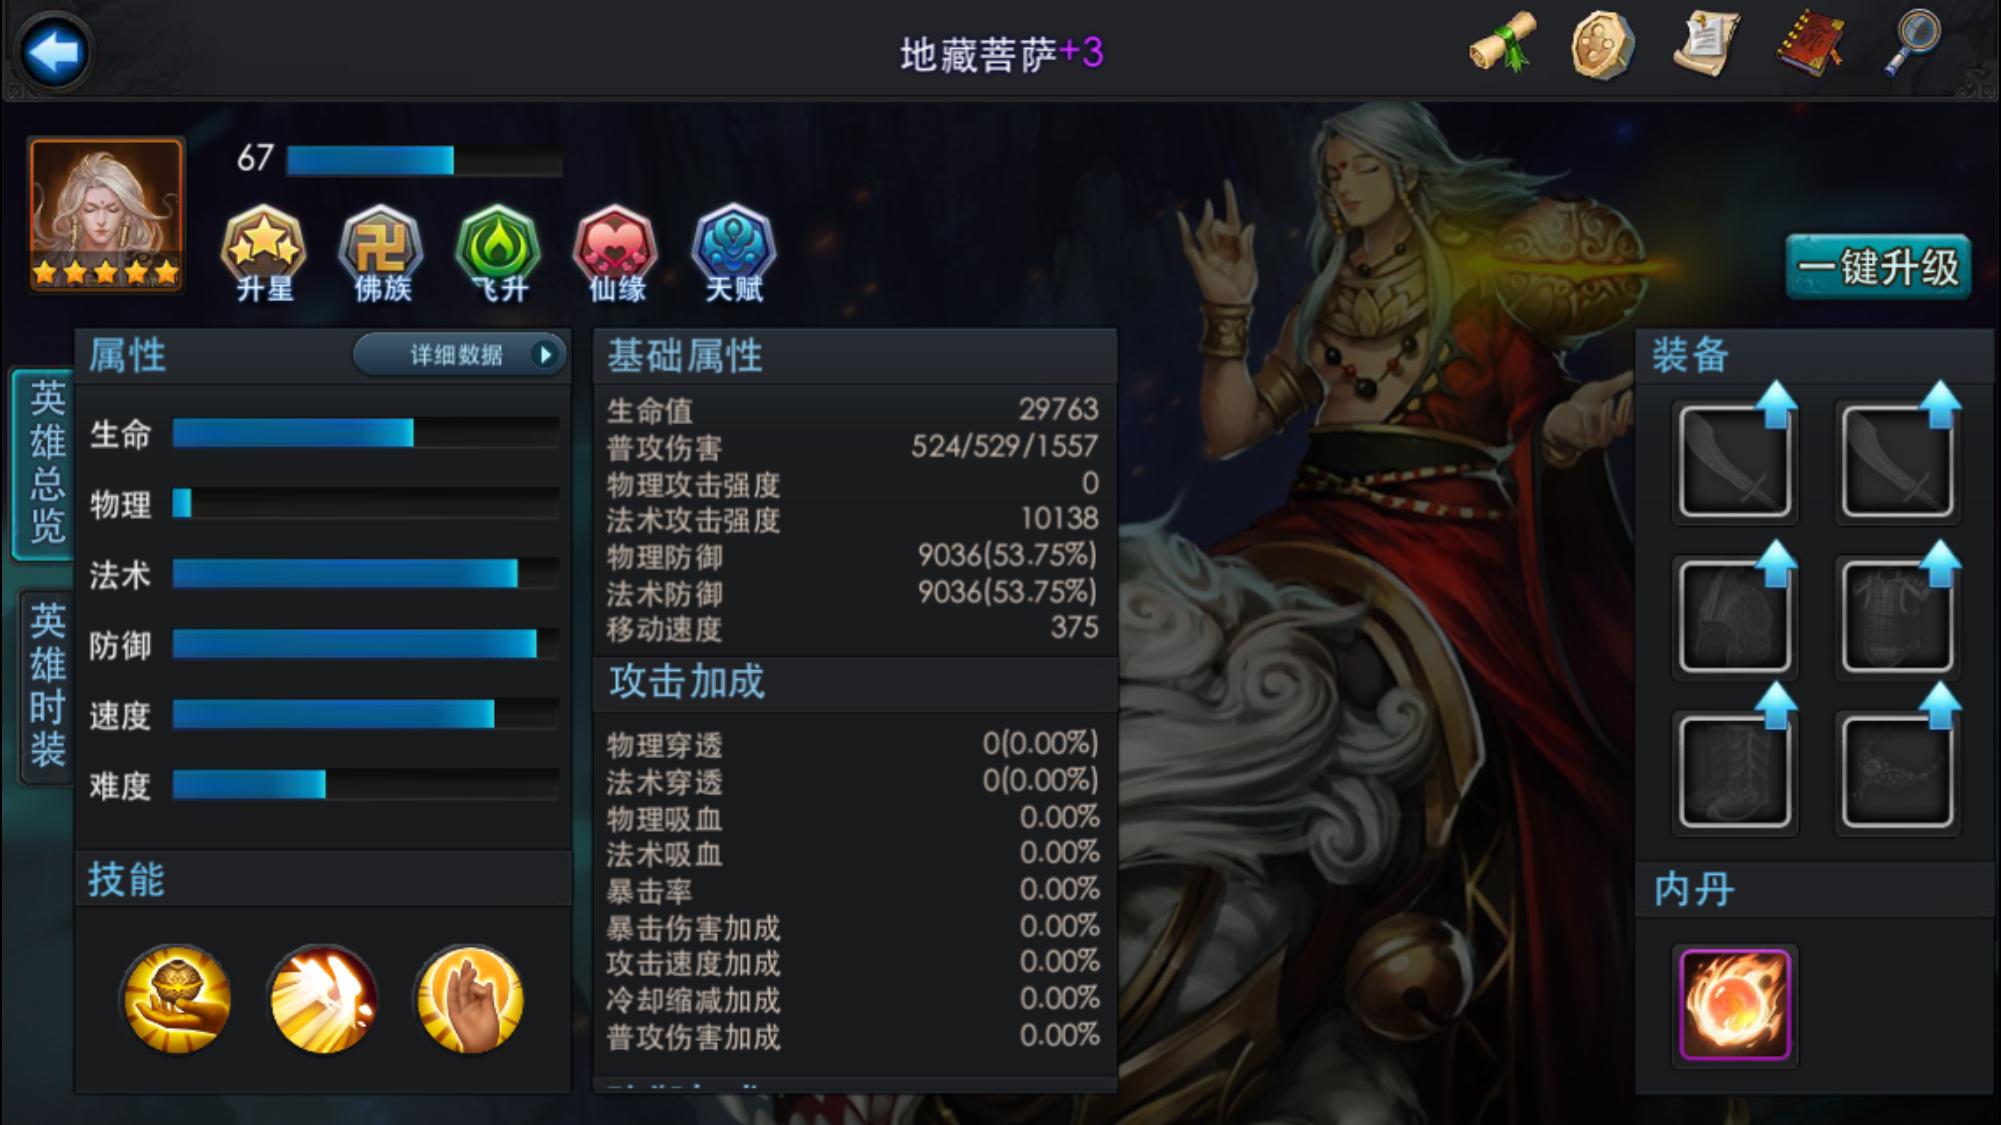 地藏菩萨+3
67
升星
佛族
飞升
仙缘
天赋
一键升级
英雄总览
英雄时装
属性
详细数据
生命
物理
法术
防御
速度
难度
技能
基础属性
生命值 29763
普攻伤害 524/529/1557
物理攻击强度 0
法术攻击强度 10138
物理防御 9036(53.75%)
法术防御 9036(53.75%)
移动速度 375
攻击加成
物理穿透 0(0.00%)
法术穿透 0(0.00%)
物理吸血 0.00%
法术吸血 0.00%
暴击率 0.00%
暴击伤害加成 0.00%
攻击速度加成 0.00%
冷却缩减加成 0.00%
普攻伤害加成 0.00%
装备
内丹